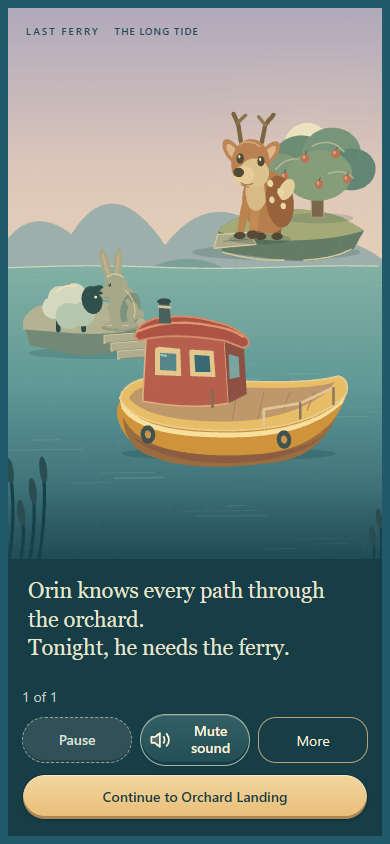 LAST FERRY THE LONG TIDE
Orin knows every path through
the orchard.
Tonight, he needs the ferry.
1 of 1
Pause
Mute
sound
More
Continue to Orchard Landing